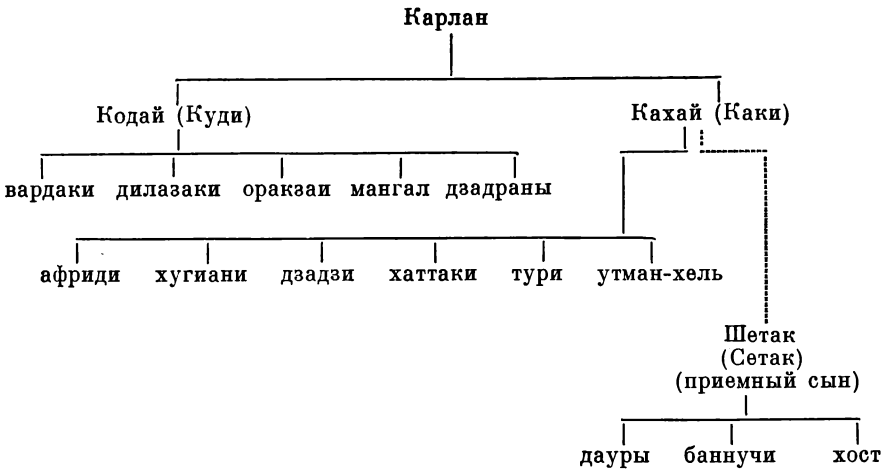 Карлан
Кодай (Куди) Кахай (Каки)
вардаки дилазаки оракзаи мангал дзадраны
африди хугиани дзадзи хаттаки тури утман-хель
Шетак
(Сетак)
(приемный сын)
дауры баннучи хост